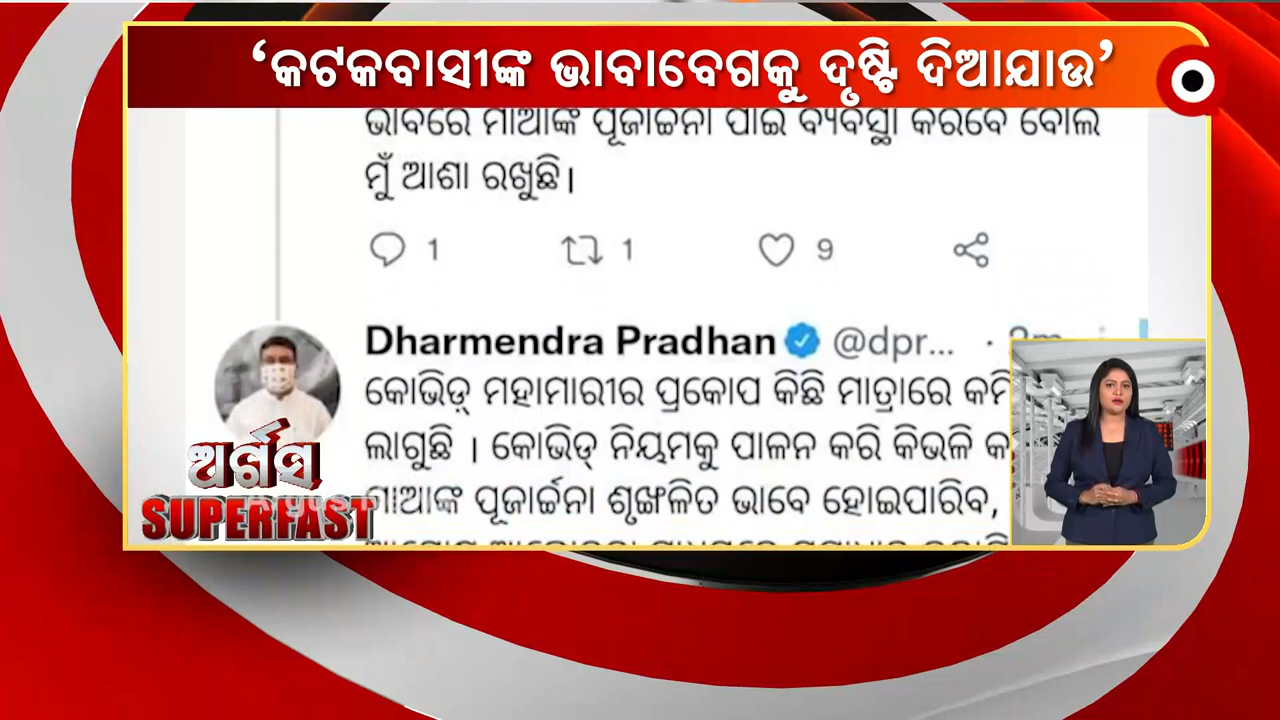 ‘କଟକବାସୀଙ୍କ ଭାବାବେଗକୁ ଦୃଷ୍ଟି ଦିଆଯାଉ’
ଭାବରେ ମାଆଙ୍କ ପୂଜାର୍ଚ୍ଚନା ପାଇଁ ବ୍ୟବସ୍ଥା କରିବେ ବୋଲି
ମୁଁ ଆଶା ରଖୁଛି।
1 1 9
Dharmendra Pradhan @dpr... ·
କୋଭିଡ଼୍ ମହାମାରୀର ପ୍ରକୋପ କିଛି ମାତ୍ରାରେ କମି
ଲାଗୁଛି । କୋଭିଡ୍ ନିୟମକୁ ପାଳନ କରି କିଭଳି
ମାଆଙ୍କ ପୂଜାର୍ଚ୍ଚନା ଶୃଙ୍ଖଳିତ ଭାବେ ହୋଇପାରିବ,
ଅର୍ଗସ
SUPERFAST